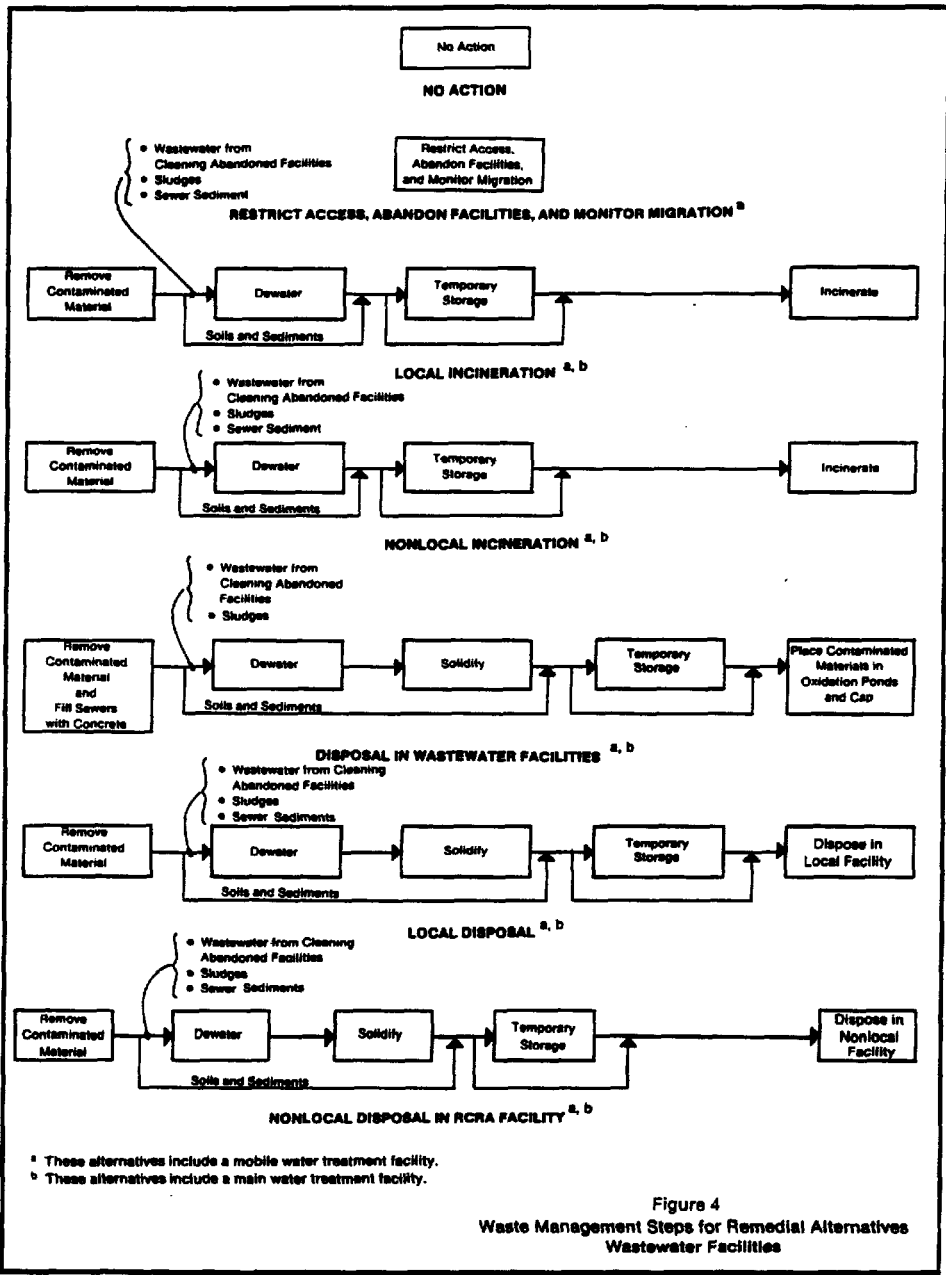 No Action
NO ACTION
• Wastewater from
Cleaning Abandoned Facilities
• Sludges
• Sewer Sediment
Restrict Access,
Abandon Facilities,
and Monitor Migration
RESTRICT ACCESS, ABANDON FACILITIES, AND MONITOR MIGRATION a
Remove
Contaminated
Material
Dewater
Temporary
Storage
Incinerate
Soils and Sediments
LOCAL INCINERATION a, b
• Wastewater from
Cleaning Abandoned Facilities
• Sludges
• Sewer Sediment
Remove
Contaminated
Material
Dewater
Temporary
Storage
Incinerate
Soils and Sediments
NONLOCAL INCINERATION a, b
• Wastewater from
Cleaning Abandoned
Facilities
• Sludges
Remove
Contaminated
Material
and
Fill Sewers
with Concrete
Dewater
Solidify
Temporary
Storage
Place Contaminated
Materials in
Oxidation Ponds
and Cap
Soils and Sediments
DISPOSAL IN WASTEWATER FACILITIES a, b
• Wastewater from Cleaning
Abandoned Facilities
• Sludges
• Sewer Sediments
Remove
Contaminated
Material
Dewater
Solidify
Temporary
Storage
Dispose in
Local Facility
Soils and Sediments
LOCAL DISPOSAL a, b
• Wastewater from Cleaning
Abandoned Facilities
• Sludges
• Sewer Sediments
Remove
Contaminated
Material
Dewater
Solidify
Temporary
Storage
Dispose in
Nonlocal
Facility
Soils and Sediments
NONLOCAL DISPOSAL IN RCRA FACILITY a, b
a These alternatives include a mobile water treatment facility.
b These alternatives include a main water treatment facility.
Figure 4
Waste Management Steps for Remedial Alternatives
Wastewater Facilities